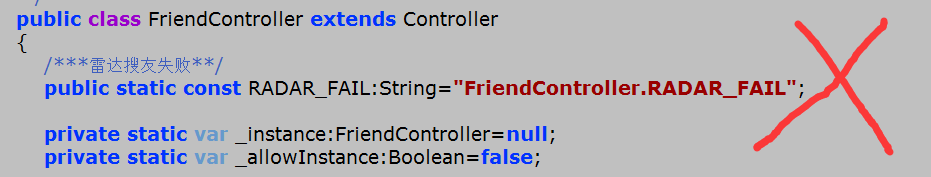 public class FriendController extends Controller
{
/***雷达搜友失败**/
public static const RADAR_FAIL:String="FriendController.RADAR_FAIL";
private static var _instance:FriendController=null;
private static var _allowInstance:Boolean=false;